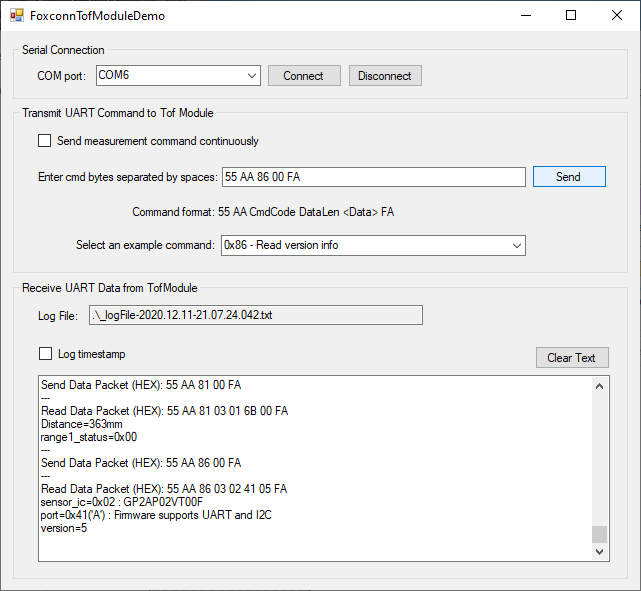 FoxconnTofModuleDemo
Serial Connection
COM port: COM6 Connect Disconnect
Transmit UART Command to Tof Module
Send measurement command continuously
Enter cmd bytes separated by spaces: 55 AA 86 00 FA Send
Command format: 55 AA CmdCode DataLen <Data> FA
Select an example command: 0x86 - Read version info
Receive UART Data from TofModule
Log File: .\_logFile-2020.12.11-21.07.24.042.txt
Log timestamp
Clear Text
Send Data Packet (HEX): 55 AA 81 00 FA
---
Read Data Packet (HEX): 55 AA 81 03 01 6B 00 FA
Distance=363mm
range1_status=0x00
---
Send Data Packet (HEX): 55 AA 86 00 FA
---
Read Data Packet (HEX): 55 AA 86 03 02 41 05 FA
sensor_ic=0x02 : GP2AP02VT00F
port=0x41('A') : Firmware supports UART and I2C
version=5